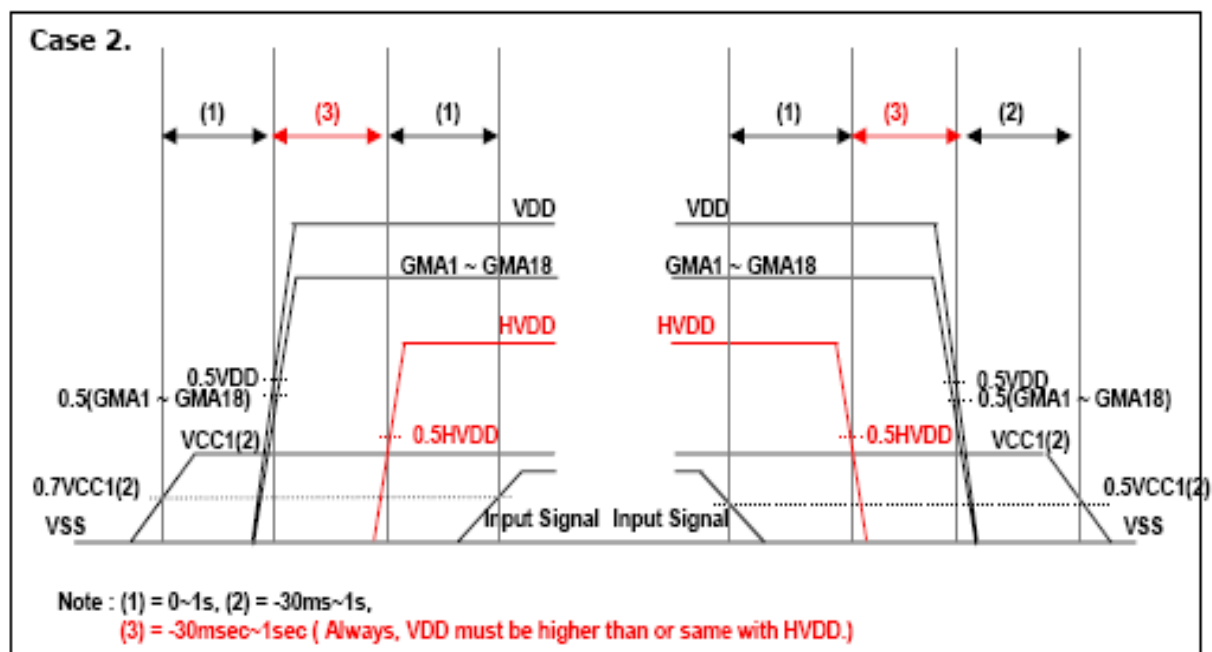 Case 2.
(1) (3) (1) (1) (3) (2)
VDD VDD
GMA1 ~ GMA18 GMA1 ~ GMA18
HVDD HVDD
0.5VDD 0.5VDD
0.5(GMA1 ~ GMA18) 0.5(GMA1 ~ GMA18)
VCC1(2) 0.5HVDD 0.5HVDD VCC1(2)
0.7VCC1(2) 0.5VCC1(2)
VSS Input Signal Input Signal VSS
Note : (1) = 0~1s, (2) = -30ms~1s,
(3) = -30msec~1sec ( Always, VDD must be higher than or same with HVDD.)